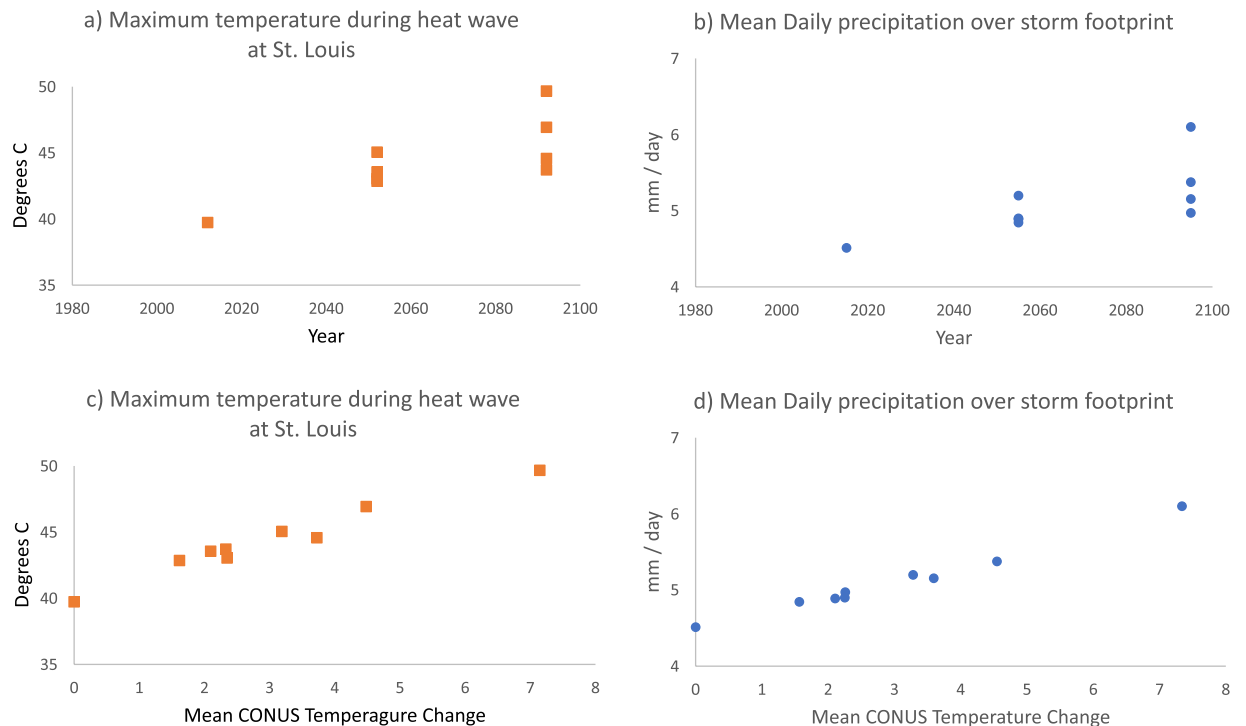 a) Maximum temperature during heat wave
at St. Louis
50
45
40
35
Degrees C
1980 2000 2020 2040 2060 2080 2100
Year
b) Mean Daily precipitation over storm footprint
7
6
5
4
mm / day
1980 2000 2020 2040 2060 2080 2100
Year
c) Maximum temperature during heat wave
at St. Louis
50
45
40
35
Degrees C
0 1 2 3 4 5 6 7 8
Mean CONUS Temperagure Change
d) Mean Daily precipitation over storm footprint
7
6
5
4
mm / day
0 1 2 3 4 5 6 7 8
Mean CONUS Temperature Change